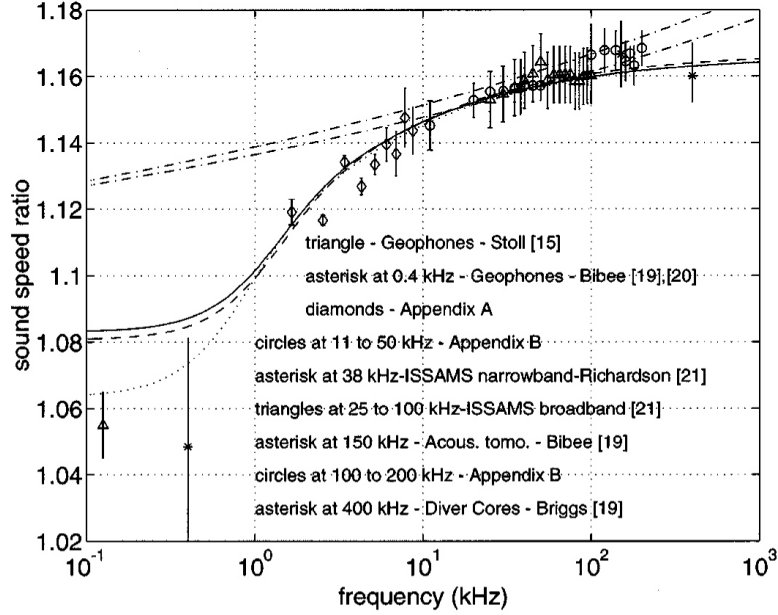 1.18
1.16
1.14
1.12
1.1
1.08
1.06
1.04
1.02
sound speed ratio
triangle - Geophones - Stoll [15]
asterisk at 0.4 kHz - Geophones - Bibee [19],[20]
diamonds - Appendix A
circles at 11 to 50 kHz - Appendix B
asterisk at 38 kHz-ISSAMS narrowband-Richardson [21]
triangles at 25 to 100 kHz-ISSAMS broadband [21]
asterisk at 150 kHz - Acous. tomo. - Bibee [19]
circles at 100 to 200 kHz - Appendix B
asterisk at 400 kHz - Diver Cores - Briggs [19]
10⁻¹ 10⁰ 10¹ 10² 10³
frequency (kHz)